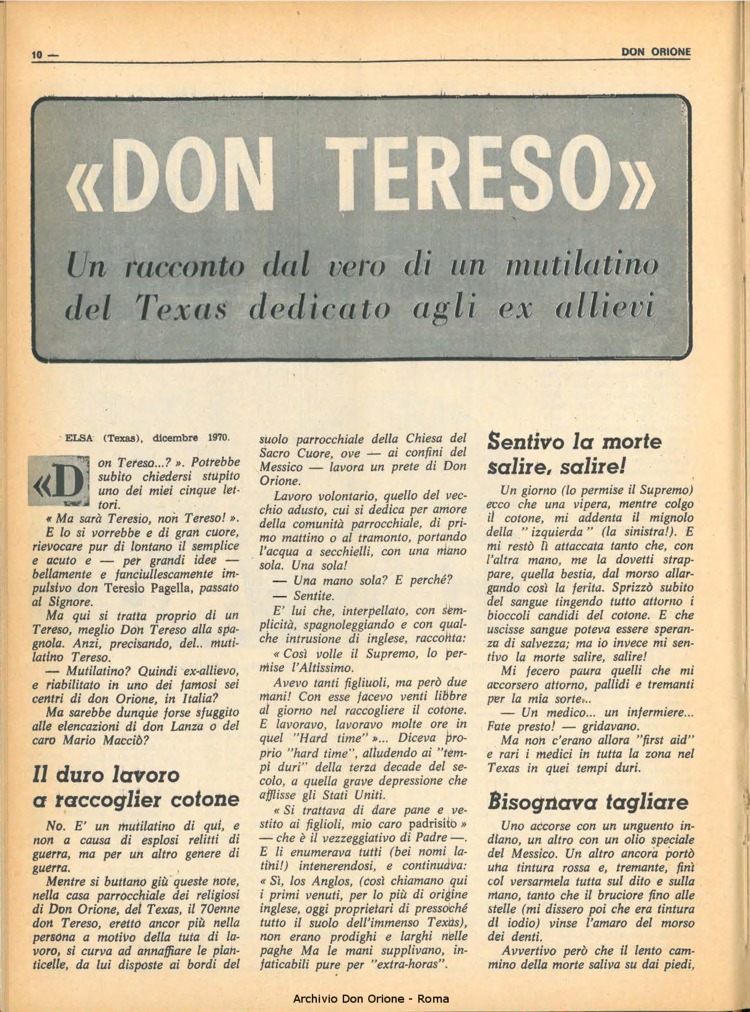 10 —
DON ORIONE
«DON TERESO»
Un racconto dal vero di un mutilatino
del Texas dedicato agli ex allievi
ELSA (Texas), dicembre 1970.
«Don Tereso...? ». Potrebbe
subito chiedersi stupito
uno dei miei cinque let-
tori.
« Ma sarà Teresio, non Tereso! ».
E lo si vorrebbe e di gran cuore,
rievocare pur di lontano il semplice
e acuto e — per grandi idee —
bellamente e fanciullescamente im-
pulsivo don Teresio Pagella, passato
al Signore.
Ma qui si tratta proprio di un
Tereso, meglio Don Tereso alla spa-
gnola. Anzi, precisando, del.. muti-
latino Tereso.
— Mutilatino? Quindi ex-allievo,
e riabilitato in uno dei famosi sei
centri di don Orione, in Italia?
Ma sarebbe dunque forse sfuggito
alle elencazioni di don Lanza o del
caro Mario Macciò?
Il duro lavoro
a raccoglier cotone
No. E' un mutilatino di qui, e
non a causa di esplosi relitti di
guerra, ma per un altro genere di
guerra.
Mentre si buttano giù queste note,
nella casa parrocchiale dei religiosi
di Don Orione, del Texas, il 70enne
don Tereso, eretto ancor più nella
persona a motivo della tuta di la-
voro, si curva ad annaffiare le pian-
ticelle, da lui disposte ai bordi del
suolo parrocchiale della Chiesa del
Sacro Cuore, ove — ai confini del
Messico — lavora un prete di Don
Orione.
Lavoro volontario, quello del vec-
chio adusto, cui si dedica per amore
della comunità parrocchiale, di pri-
mo mattino o al tramonto, portando
l'acqua a secchielli, con una mano
sola. Una sola!
— Una mano sola? E perché?
— Sentite.
E' lui che, interpellato, con sem-
plicità, spagnoleggiando e con qual-
che intrusione di inglese, racconta:
« Così volle il Supremo, lo per-
mise l'Altissimo.
Avevo tanti figliuoli, ma però due
mani! Con esse facevo venti libbre
al giorno nel raccogliere il cotone.
E lavoravo, lavoravo molte ore in
quel "Hard time" »... Diceva pro-
prio "hard time", alludendo ai "tem-
pi duri" della terza decade del se-
colo, a quella grave depressione che
afflisse gli Stati Uniti.
« Si trattava di dare pane e ve-
stito ai figlioli, mio caro padrisito »
— che è il vezzeggiativo di Padre —.
E li enumerava tutti (bei nomi la-
tini!) intenerendosi, e continuava:
« Sì, los Anglos, (così chiamano qui
i primi venuti, per lo più di origine
inglese, oggi proprietari di pressoché
tutto il suolo dell'immenso Texas),
non erano prodighi e larghi nelle
paghe Ma le mani supplivano, in-
faticabili pure per "extra-horas".
Sentivo la morte
salire, salire!
Un giorno (lo permise il Supremo)
ecco che una vipera, mentre colgo
il cotone, mi addenta il mignolo
della "izquierda" (la sinistra!). E
mi restò lì attaccata tanto che, con
l'altra mano, me la dovetti strap-
pare, quella bestia, dal morso allar-
gando così la ferita. Sprizzò subito
del sangue tingendo tutto attorno i
bioccoli candidi del cotone. E che
uscisse sangue poteva essere speran-
za di salvezza; ma io invece mi sen-
tivo la morte salire, salire!
Mi fecero paura quelli che mi
accorsero attorno, pallidi e tremanti
per la mia sorte...
— Un medico... un infermiere...
Fate presto! — gridavano.
Ma non c'erano allora "first aid"
e rari i medici in tutta la zona nel
Texas in quei tempi duri.
Bisognava tagliare
Uno accorse con un unguento in-
diano, un altro con un olio speciale
del Messico. Un altro ancora portò
una tintura rossa e, tremante, finì
col versarmela tutta sul dito e sulla
mano, tanto che il bruciore fino alle
stelle (mi dissero poi che era tintura
di iodio) vinse l'amaro del morso
dei denti.
Avvertivo però che il lento cam-
mino della morte saliva su dai piedi,
Archivio Don Orione - Roma